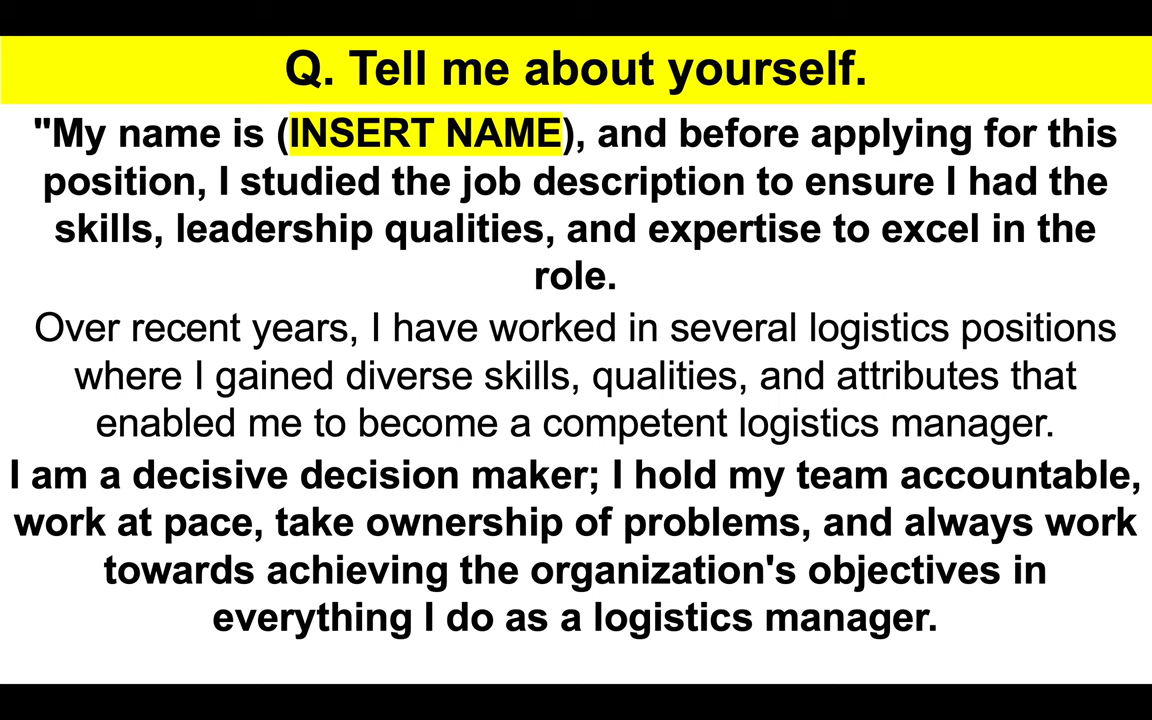 Q. Tell me about yourself.
"My name is (INSERT NAME), and before applying for this
position, I studied the job description to ensure I had the
skills, leadership qualities, and expertise to excel in the
role.
Over recent years, I have worked in several logistics positions
where I gained diverse skills, qualities, and attributes that
enabled me to become a competent logistics manager.
I am a decisive decision maker; I hold my team accountable,
work at pace, take ownership of problems, and always work
towards achieving the organization's objectives in
everything I do as a logistics manager.